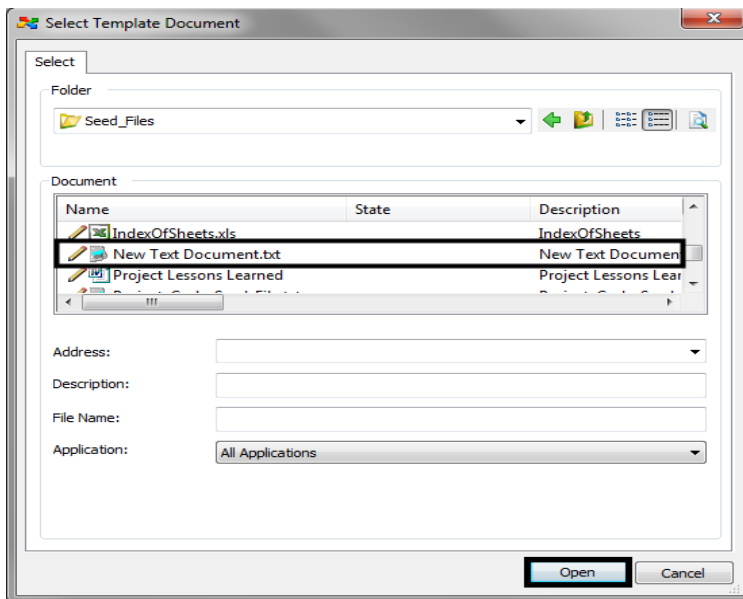 Select Template Document
Select
Folder
Seed_Files
Document
Name State Description
IndexOfSheets.xls IndexOfSheets
New Text Document.txt New Text Documen
Project Lessons Learned Project Lessons Lear
Address:
Description:
File Name:
Application: All Applications
Open Cancel